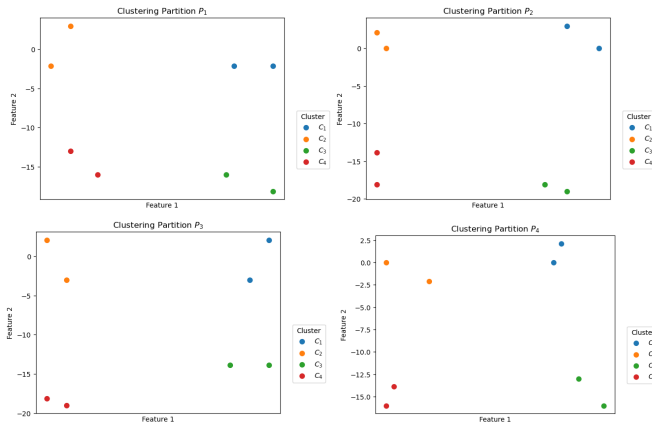 Clustering Partition P₁
0
−5
−10
−15
Feature 2
Feature 1
Cluster
C₁
C₂
C₃
C₄
Clustering Partition P₂
0
−5
−10
−15
−20
Feature 2
Feature 1
Cluster
C₁
C₂
C₃
C₄
Clustering Partition P₃
0
−5
−10
−15
−20
Feature 2
Feature 1
Cluster
C₁
C₂
C₃
C₄
Clustering Partition P₄
2.5
0.0
−2.5
−5.0
−7.5
−10.0
−12.5
−15.0
Feature 2
Feature 1
Cluster
C
C
C
C